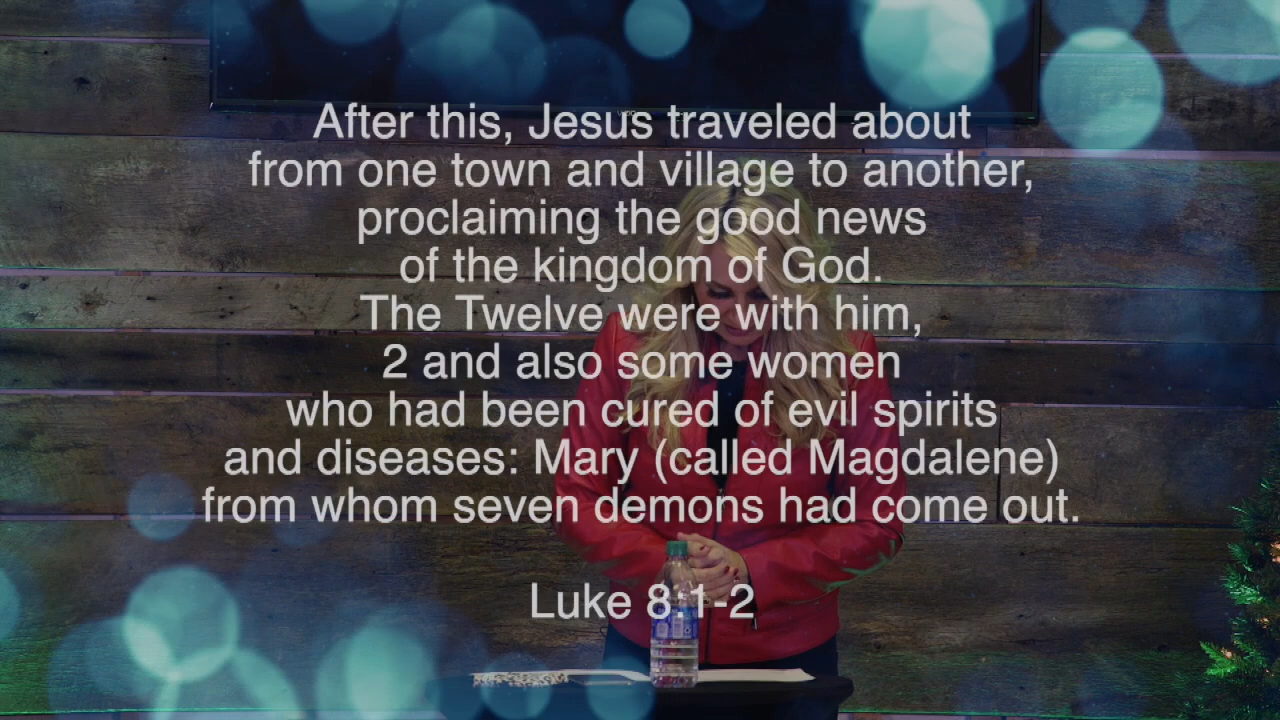 After this, Jesus traveled about
from one town and village to another,
proclaiming the good news
of the kingdom of God.
The Twelve were with him,
2 and also some women
who had been cured of evil spirits
and diseases: Mary (called Magdalene)
from whom seven demons had come out.
Luke 8:1-2